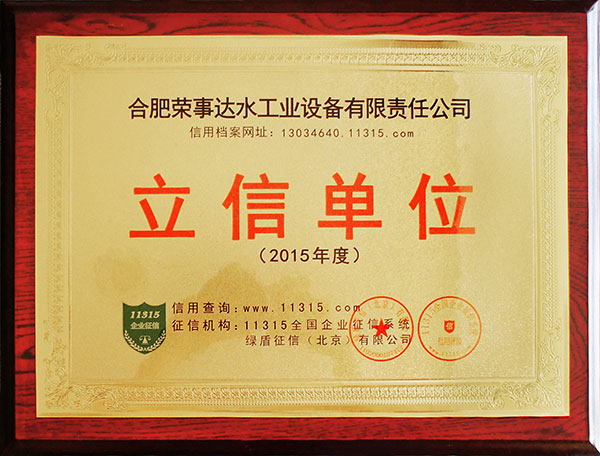 合肥荣事达水工业设备有限责任公司
信用档案网址：13034640.11315.com
立信单位
（2015年度）
11315
企业征信
信用查询：www.11315.com
征信机构：11315全国企业征信系统
绿盾征信（北京）有限公司